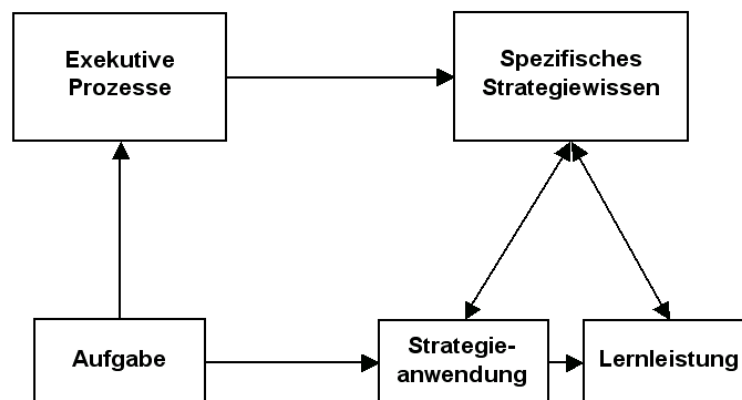 Exekutive
Prozesse
Spezifisches
Strategiewissen
Aufgabe
Strategie-
anwendung
Lernleistung